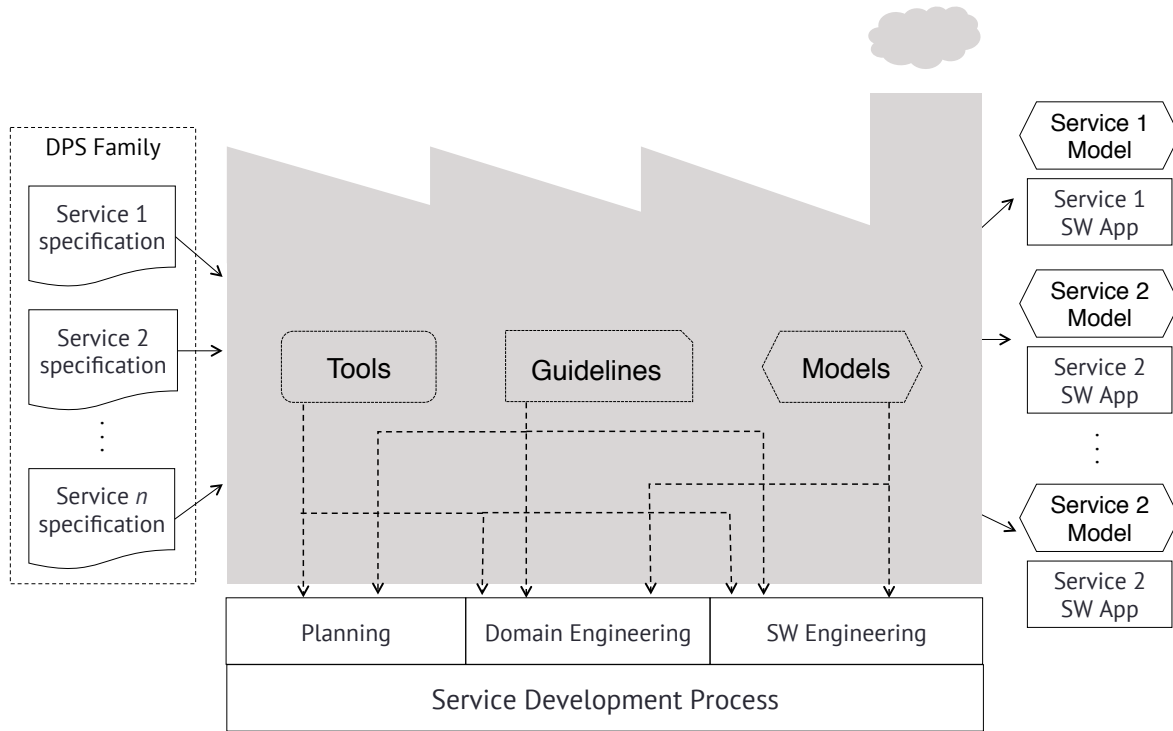 DPS Family
Service 1
specification
Service 2
specification
Service n
specification
Tools
Guidelines
Models
Planning
Domain Engineering
SW Engineering
Service Development Process
Service 1
Model
Service 1
SW App
Service 2
Model
Service 2
SW App
Service 2
Model
Service 2
SW App